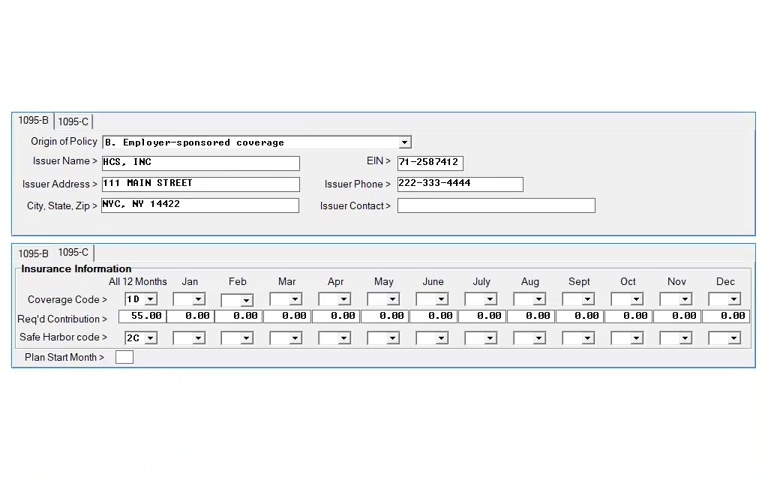 1095-B 1095-C
Origin of Policy B. Employer-sponsored coverage
Issuer Name > HCS, INC EIN > 71-2587412
Issuer Address > 111 MAIN STREET Issuer Phone > 222-333-4444
City, State, Zip > NYC, NY 14422 Issuer Contact >
1095-B 1095-C
Insurance Information
All 12 Months Jan Feb Mar Apr May June July Aug Sept Oct Nov Dec
Coverage Code > 1D
Req'd Contribution > 55.00 0.00 0.00 0.00 0.00 0.00 0.00 0.00 0.00 0.00 0.00 0.00 0.00
Safe Harbor code > 2C
Plan Start Month >